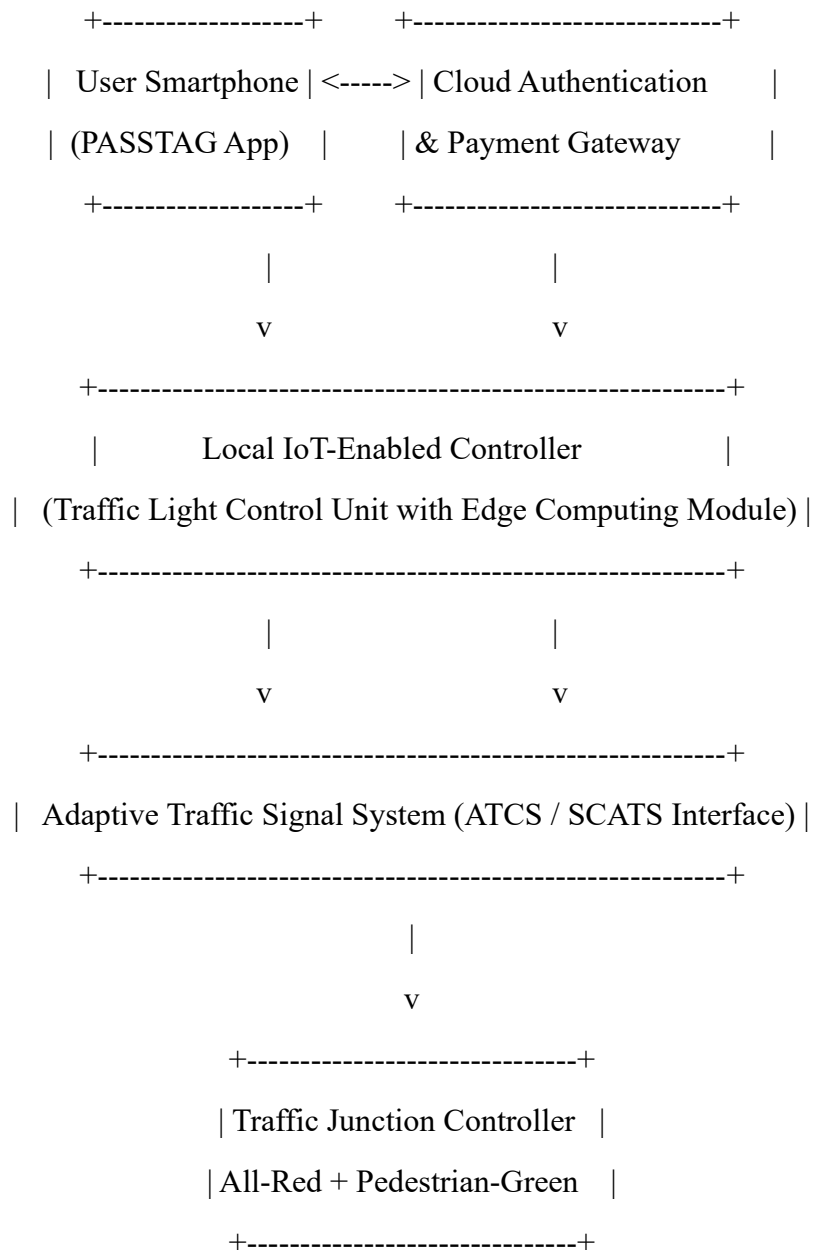 +-------------------+ +-----------------------------+
| User Smartphone | <-----> | Cloud Authentication |
| (PASSTAG App) | | & Payment Gateway |
+-------------------+ +-----------------------------+
| |
v v
+-----------------------------------------------------------+
| Local IoT-Enabled Controller |
| (Traffic Light Control Unit with Edge Computing Module) |
+-----------------------------------------------------------+
| |
v v
+-----------------------------------------------------------+
| Adaptive Traffic Signal System (ATCS / SCATS Interface) |
+-----------------------------------------------------------+
|
v
+-------------------------------+
| Traffic Junction Controller |
| All-Red + Pedestrian-Green |
+-------------------------------+